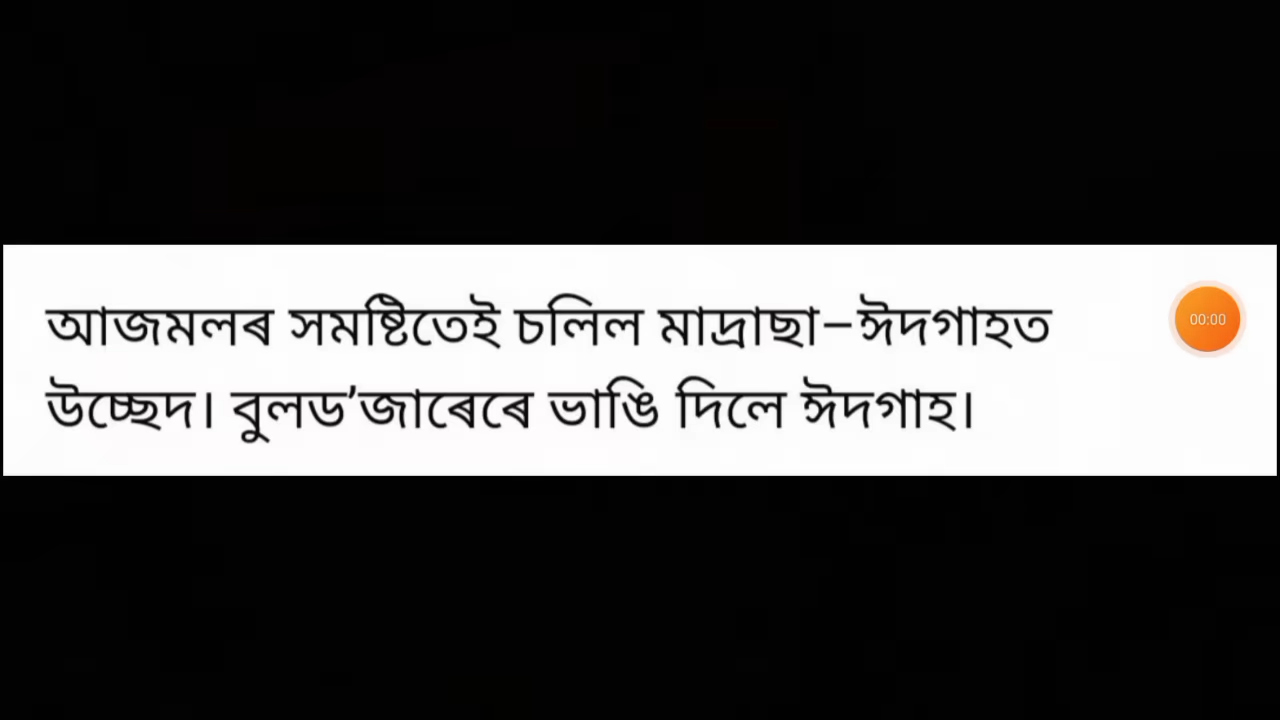 আজমলৰ সমষ্টিতেই চলিল মাদ্ৰাছা–ঈদগাহত
উচ্ছেদ। বুলড'জাৰেৰে ভাঙি দিলে ঈদগাহ।
00:00